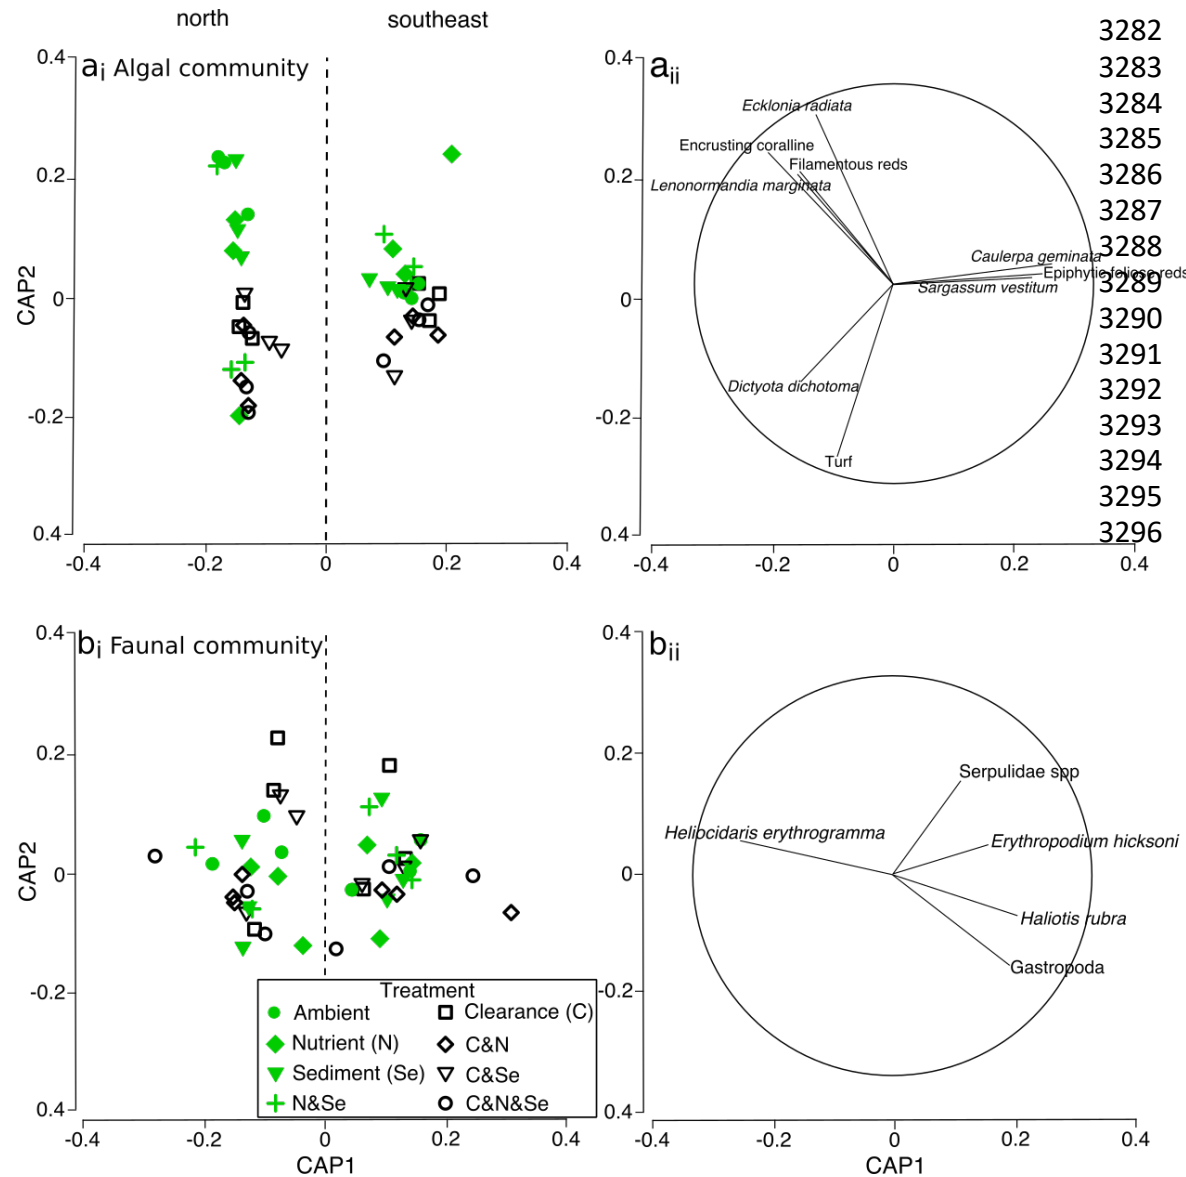 north
southeast
ai Algal community
0.4
0.2
0
-0.2
0.4
CAP2
-0.4
-0.2
0
0.2
0.4
aii
Ecklonia radiata
Encrusting coralline
Filamentous reds
Lenonormandia marginata
Caulerpa geminata
Epiphytic foliose reds
Sargassum vestitum
Dictyota dichotoma
Turf
0.4
0.2
0
-0.2
0.4
-0.4
-0.2
0
0.2
0.4
3282
3283
3284
3285
3286
3287
3288
3289
3290
3291
3292
3293
3294
3295
3296
bi Faunal community
0.4
0.2
0
-0.2
0.4
CAP2
-0.4
-0.2
0
0.2
0.4
CAP1
Treatment
Ambient
Clearance (C)
Nutrient (N)
C&N
Sediment (Se)
C&Se
N&Se
C&N&Se
bii
Serpulidae spp
Heliocidaris erythrogramma
Erythropodium hicksoni
Haliotis rubra
Gastropoda
0.4
0.2
0
-0.2
0.4
-0.4
-0.2
0
0.2
0.4
CAP1